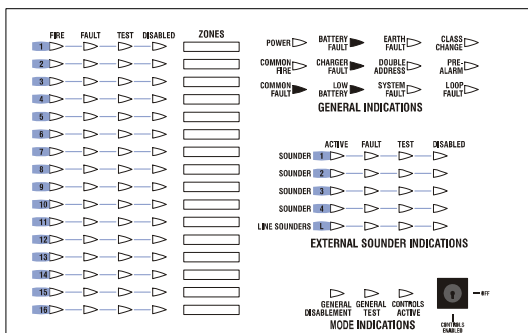 FIRE FAULT TEST DISABLED ZONES
1
2
3
4
5
6
7
8
9
10
11
12
13
14
15
16
POWER BATTERY FAULT EARTH FAULT CLASS CHANGE
COMMON FIRE CHARGER FAULT DOUBLE ADDRESS PRE-ALARM
COMMON FAULT LOW BATTERY SYSTEM FAULT LOOP FAULT
GENERAL INDICATIONS
ACTIVE FAULT TEST DISABLED
SOUNDER 1
SOUNDER 2
SOUNDER 3
SOUNDER 4
LINE SOUNDERS L
EXTERNAL SOUNDER INDICATIONS
GENERAL DISABLEMENT GENERAL TEST CONTROLS ACTIVE
MODE INDICATIONS
OFF
CONTROLS ENABLED